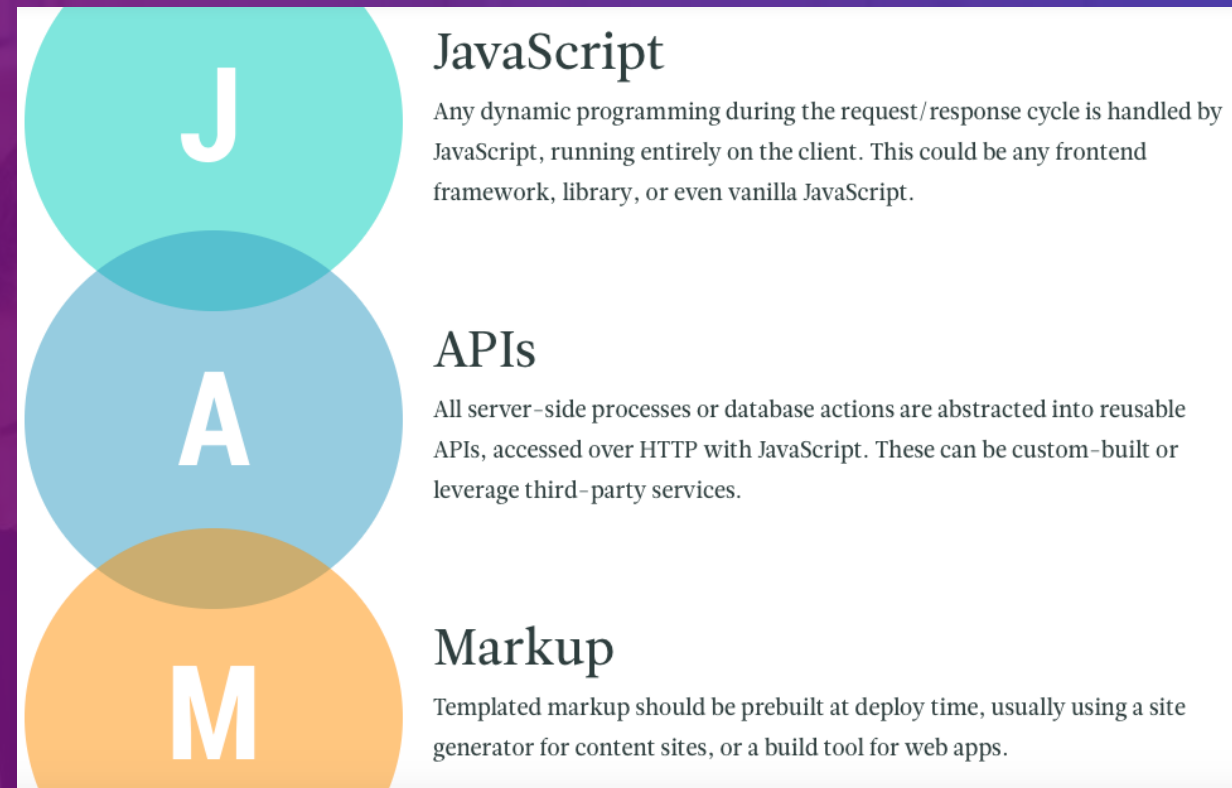 J
JavaScript
Any dynamic programming during the request/response cycle is handled by
JavaScript, running entirely on the client. This could be any frontend
framework, library, or even vanilla JavaScript.
A
APIs
All server-side processes or database actions are abstracted into reusable
APIs, accessed over HTTP with JavaScript. These can be custom-built or
leverage third-party services.
M
Markup
Templated markup should be prebuilt at deploy time, usually using a site
generator for content sites, or a build tool for web apps.